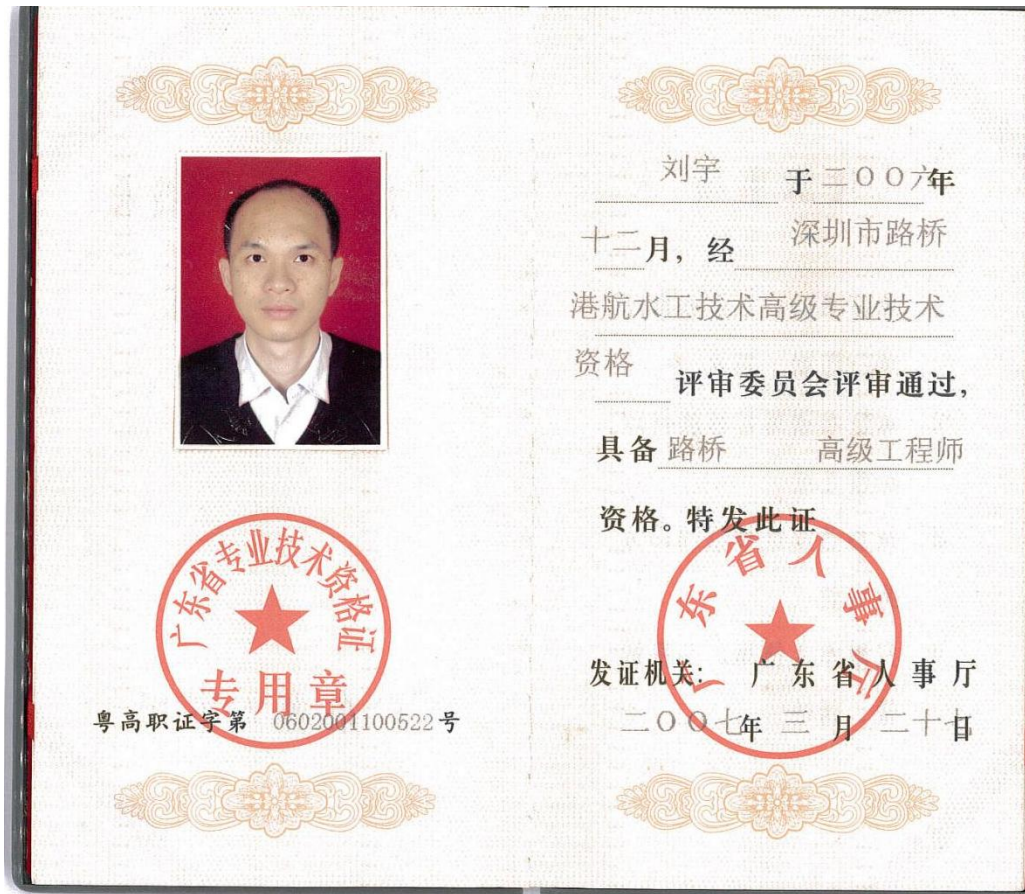 广东省专业技术资格证
专用章
粤高职证字第 0602001100522号
刘宇 于二〇〇六年
十二月，经 深圳市路桥
港航水工技术高级专业技术
资格 评审委员会评审通过，
具备 路桥 高级工程师
资格。特发此证
广东省人事厅
发证机关： 广东省人事厅
二〇〇七年 三 月 二十七日